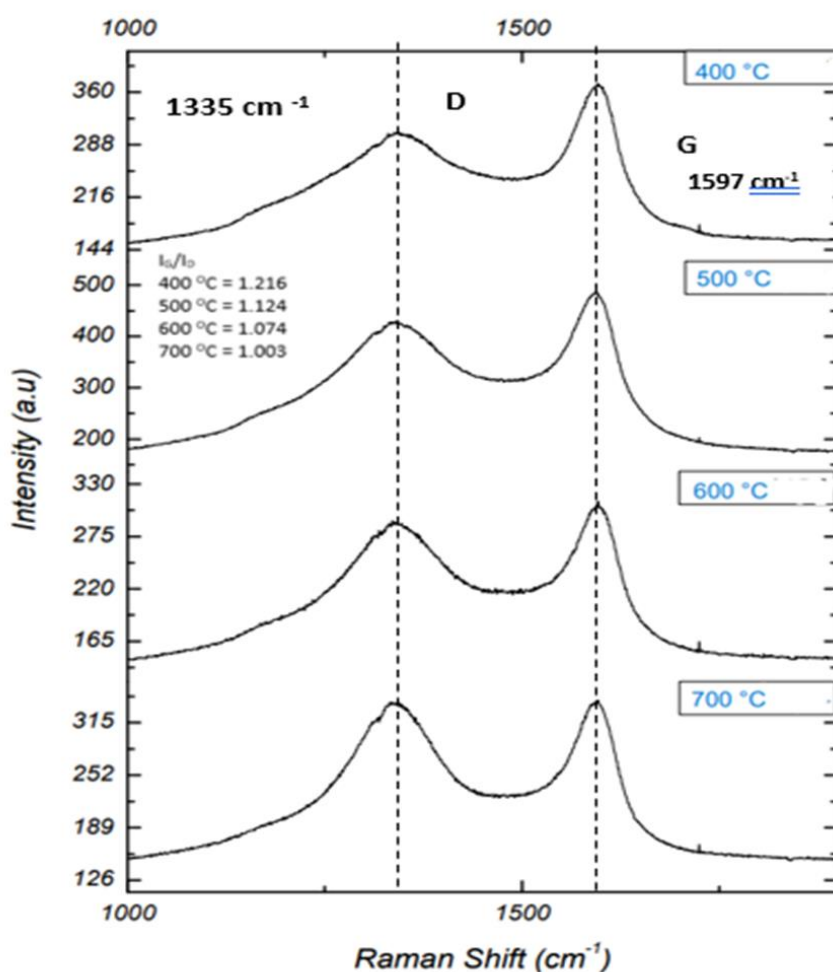 1000 1500
400 °C
1335 cm -1
D
G
1597 cm-1
360
288
216
144
IG/ID
400 °C = 1.216
500 °C = 1.124
600 °C = 1.074
700 °C = 1.003
500 °C
500
400
300
200
600 °C
330
275
220
165
700 °C
315
252
189
126
Intensity (a.u)
1000 1500
Raman Shift (cm-1)